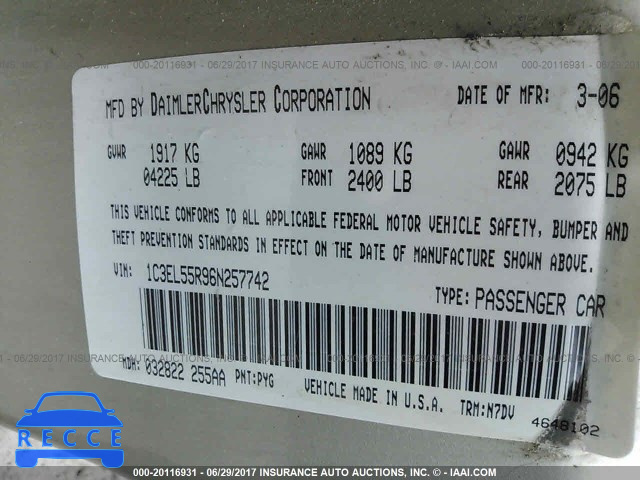 000-20116931 - 06/29/2017 INSURANCE AUTO AUCTIONS, INC. - © - IAAI.COM
MFD BY DAIMLERCHRYSLER CORPORATION DATE OF MFR: 3-06
GVWR 1917 KG GAWR 1089 KG GAWR 0942 KG
04225 LB FRONT 2400 LB REAR 2075 LB
THIS VEHICLE CONFORMS TO ALL APPLICABLE FEDERAL MOTOR VEHICLE SAFETY, BUMPER AND
THEFT PREVENTION STANDARDS IN EFFECT ON THE DATE OF MANUFACTURE SHOWN ABOVE.
VIN: 1C3EL55R96N257742 TYPE: PASSENGER CAR
MDH: 032822 255AA PNT:PYG VEHICLE MADE IN U.S.A. TRM:N7DV
4648102
RECCE
000-20116931 - 06/29/2017 INSURANCE AUTO AUCTIONS, INC. - © - IAAI.COM